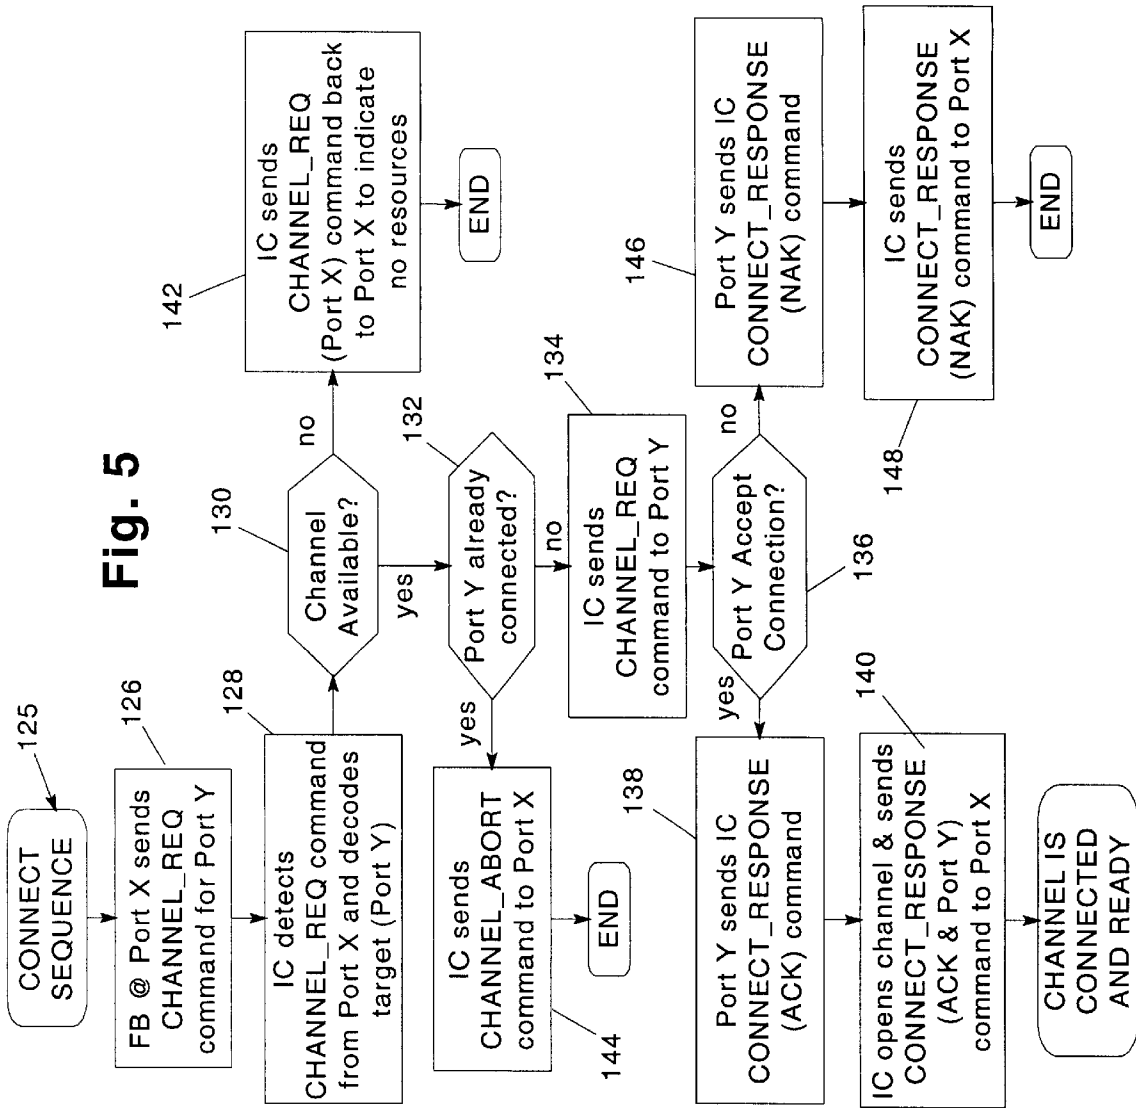 Fig. 5
CONNECT
SEQUENCE
125
FB @ Port X sends
CHANNEL_REQ
command for Port Y
126
IC detects
CHANNEL_REQ command
from Port X and decodes
target (Port Y)
128
Channel
Available?
130
no
yes
IC sends
CHANNEL_REQ
(Port X) command back
to Port X to indicate
no resources
142
END
Port Y already
connected?
132
yes
no
IC sends
CHANNEL_ABORT
command to Port X
144
END
IC sends
CHANNEL_REQ
command to Port Y
134
Port Y Accept
Connection?
136
yes
no
Port Y sends IC
CONNECT_RESPONSE
(ACK) command
138
IC opens channel & sends
CONNECT_RESPONSE
(ACK & Port Y)
command to Port X
140
CHANNEL IS
CONNECTED
AND READY
Port Y sends IC
CONNECT_RESPONSE
(NAK) command
146
IC sends
CONNECT_RESPONSE
(NAK) command to Port X
148
END